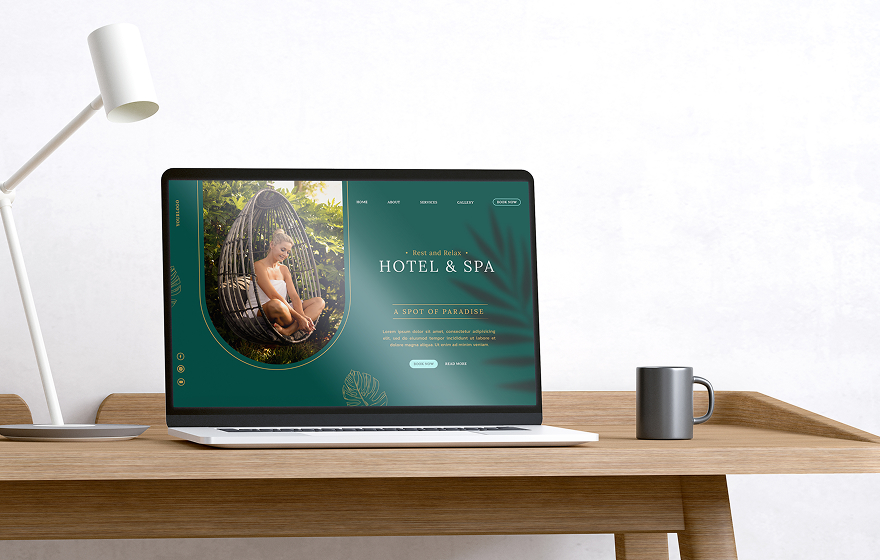 YOURLOGO
HOME ABOUT SERVICES GALLERY BOOK NOW
• Rest and Relax •
HOTEL & SPA
A SPOT OF PARADISE
Lorem ipsum dolor sit amet, consectetur adipiscing
elit, sed do eiusmod tempor incididunt ut labore et
dolore magna aliqua. Ut enim ad minim veniam.
BOOK NOW READ MORE